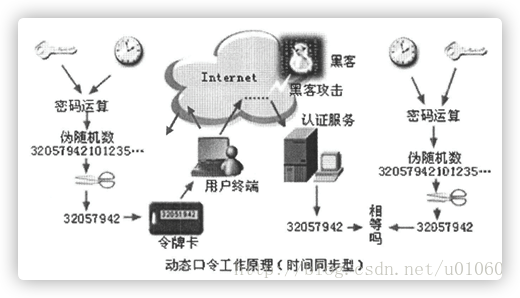 Internet
黑客
黑客攻击
......
密码运算
伪随机数
32057942101235…
32057942
32057942
令牌卡
用户终端
认证服务
32057942
相等吗
密码运算
伪随机数
32057942101235…
32057942
动态口令工作原理(时间同步型)
http://blog.csdn.net/u01060